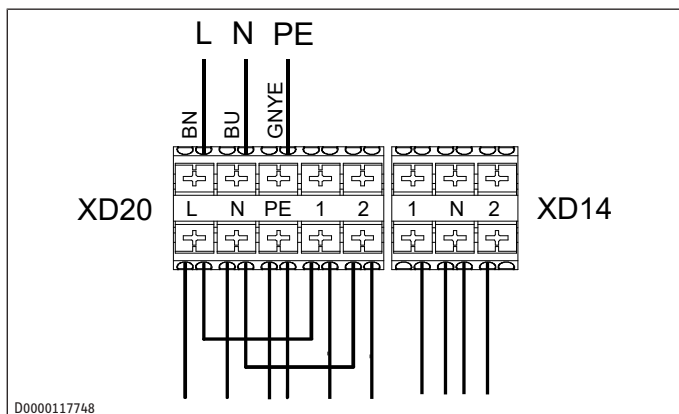 L N PE
BN BU GNYE
XD20 L N PE 1 2 1 N 2 XD14
D0000117748